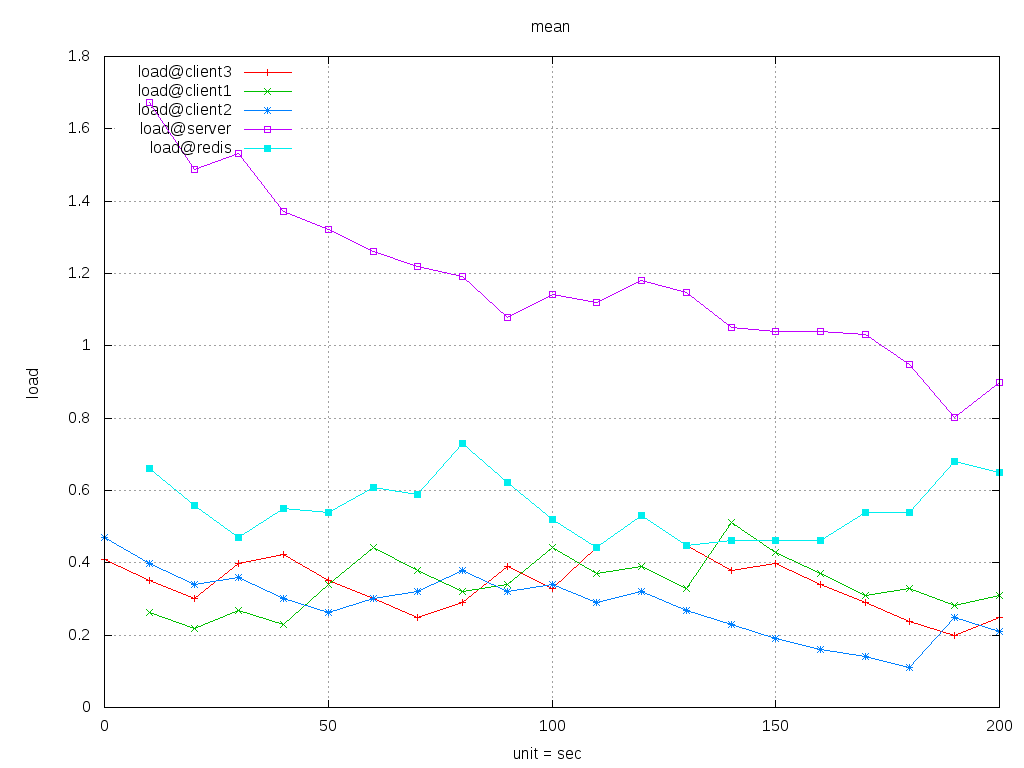 mean
1.8
1.6
1.4
1.2
1
0.8
0.6
0.4
0.2
0
load
load@client3
load@client1
load@client2
load@server
load@redis
0 50 100 150 200
unit = sec